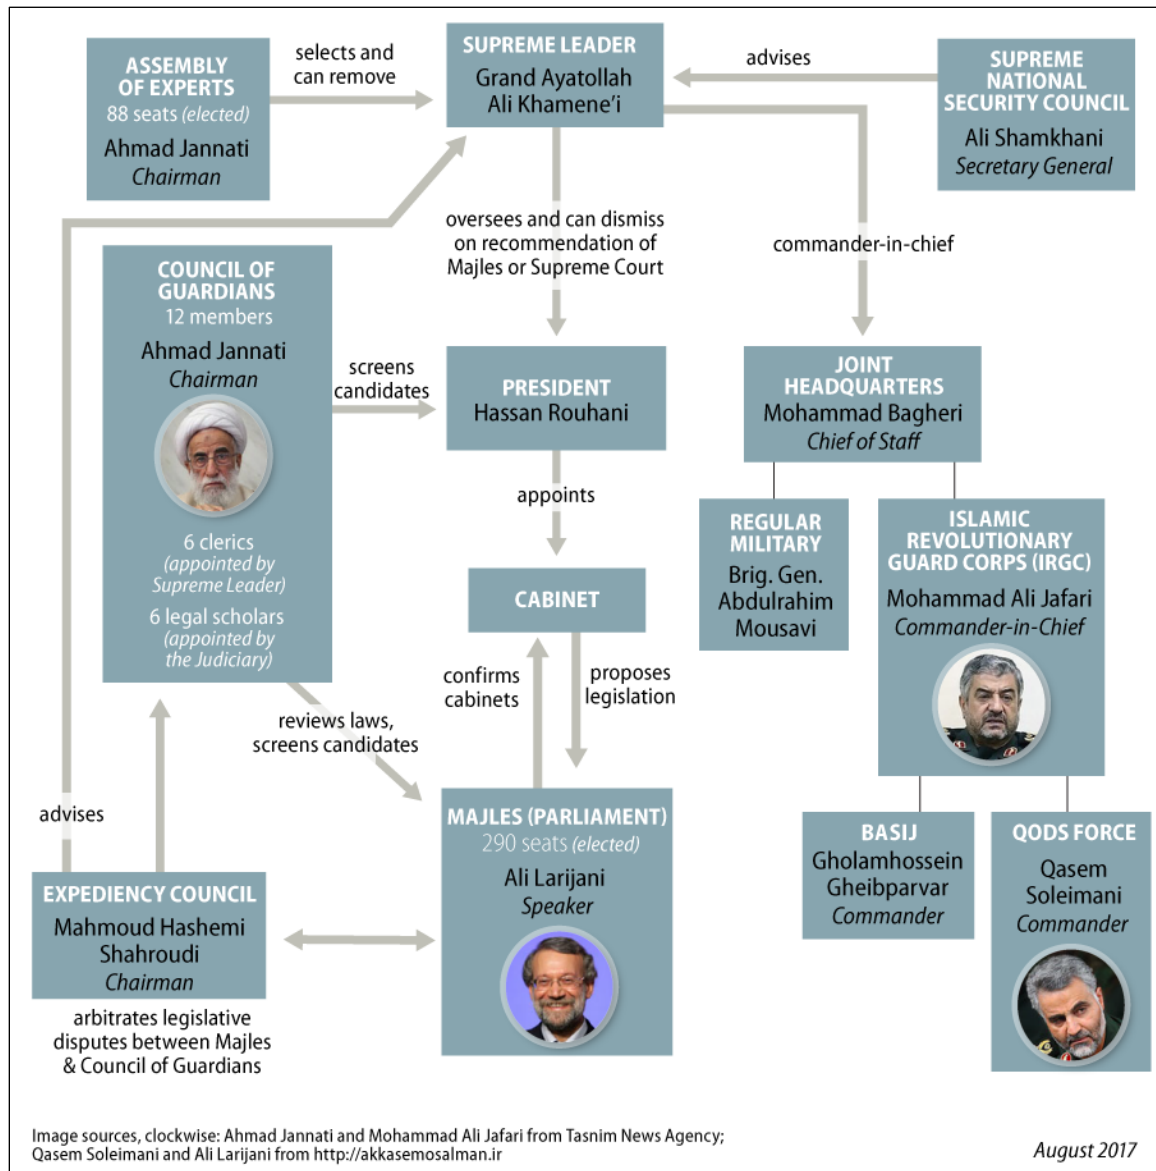 ASSEMBLY
OF EXPERTS
88 seats (elected)
Ahmad Jannati
Chairman
selects and
can remove
SUPREME LEADER
Grand Ayatollah
Ali Khamene'i
advises
SUPREME
NATIONAL
SECURITY COUNCIL
Ali Shamkhani
Secretary General
oversees and can dismiss
on recommendation of
Majles or Supreme Court
commander-in-chief
COUNCIL OF
GUARDIANS
12 members
Ahmad Jannati
Chairman
6 clerics
(appointed by
Supreme Leader)
6 legal scholars
(appointed by
the Judiciary)
screens
candidates
PRESIDENT
Hassan Rouhani
JOINT
HEADQUARTERS
Mohammad Bagheri
Chief of Staff
appoints
REGULAR
MILITARY
Brig. Gen.
Abdulrahim
Mousavi
ISLAMIC
REVOLUTIONARY
GUARD CORPS (IRGC)
Mohammad Ali Jafari
Commander-in-Chief
CABINET
confirms
cabinets
proposes
legislation
reviews laws,
screens candidates
advises
MAJLES (PARLIAMENT)
290 seats (elected)
Ali Larijani
Speaker
BASIJ
Gholamhossein
Gheibparvar
Commander
QODS FORCE
Qasem
Soleimani
Commander
EXPEDIENCY COUNCIL
Mahmoud Hashemi
Shahroudi
Chairman
arbitrates legislative
disputes between Majles
& Council of Guardians
Image sources, clockwise: Ahmad Jannati and Mohammad Ali Jafari from Tasnim News Agency;
Qasem Soleimani and Ali Larijani from http://akkasemosalman.ir
August 2017